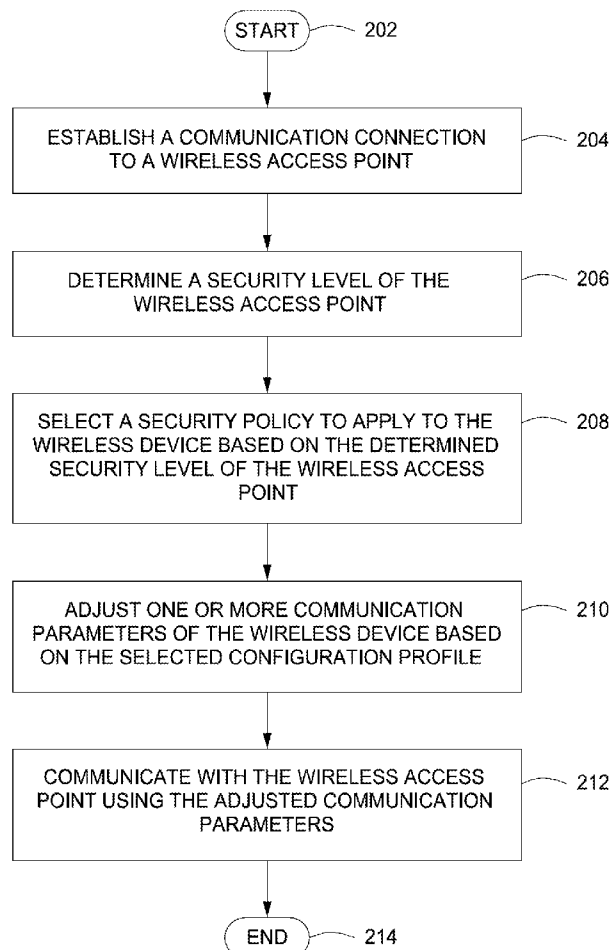 START
202
ESTABLISH A COMMUNICATION CONNECTION
TO A WIRELESS ACCESS POINT
204
DETERMINE A SECURITY LEVEL OF THE
WIRELESS ACCESS POINT
206
SELECT A SECURITY POLICY TO APPLY TO THE
WIRELESS DEVICE BASED ON THE DETERMINED
SECURITY LEVEL OF THE WIRELESS ACCESS
POINT
208
ADJUST ONE OR MORE COMMUNICATION
PARAMETERS OF THE WIRELESS DEVICE BASED
ON THE SELECTED CONFIGURATION PROFILE
210
COMMUNICATE WITH THE WIRELESS ACCESS
POINT USING THE ADJUSTED COMMUNICATION
PARAMETERS
212
END
214